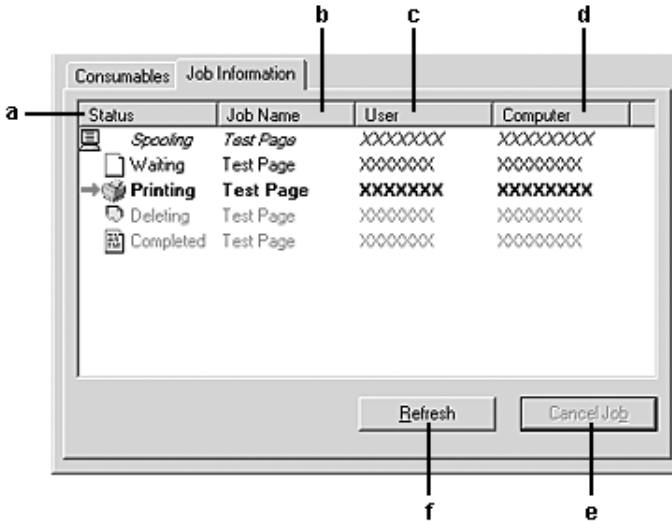 b c d
Consumables Job Information
a Status Job Name User Computer
Spooling Test Page XXXXXXX XXXXXXXX
Waiting Test Page XXXXXXX XXXXXXXX
Printing Test Page XXXXXXX XXXXXXXX
Deleting Test Page XXXXXXX XXXXXXXX
Completed Test Page XXXXXXX XXXXXXXX
Refresh Cancel Job
f e